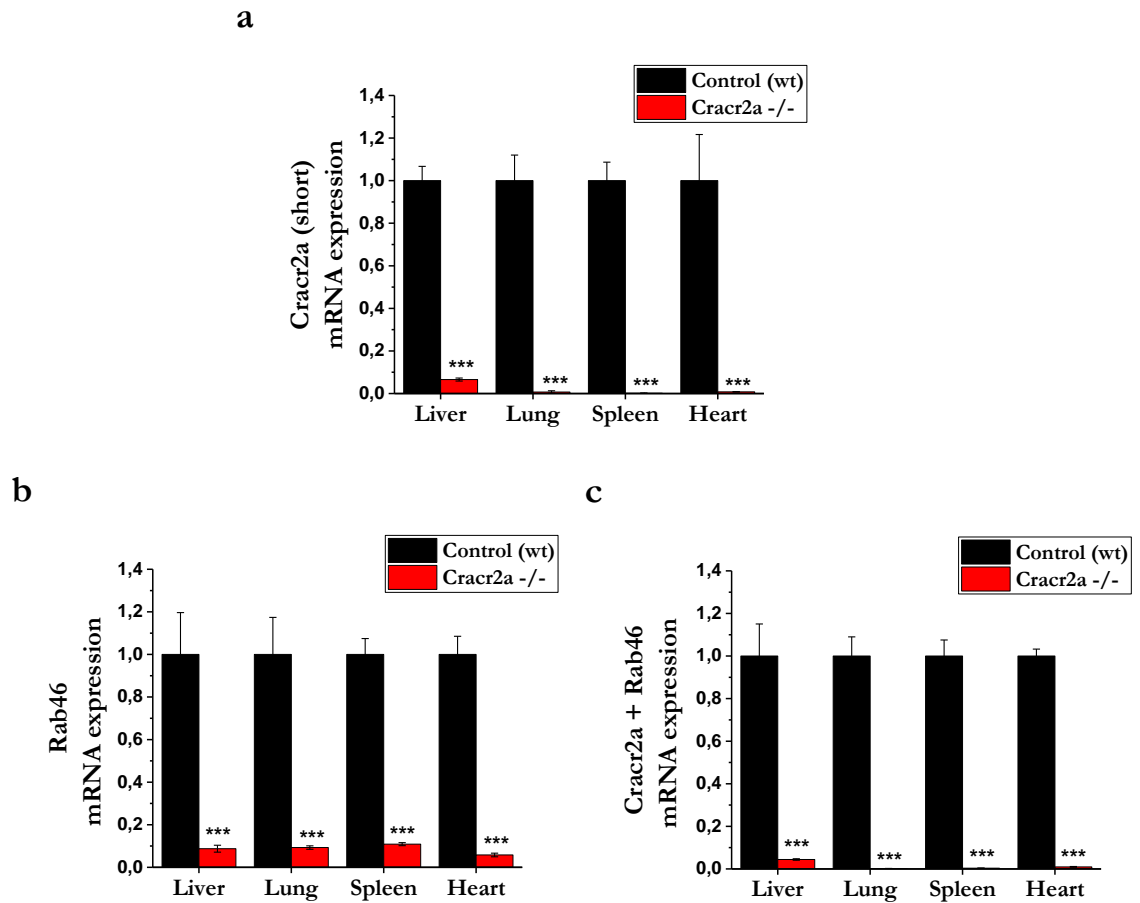 a
Control (wt)
Cracr2a -/-
Cracr2a (short)
mRNA expression
1,4
1,2
1,0
0,8
0,6
0,4
0,2
0,0
***
***
***
***
Liver
Lung
Spleen
Heart
b
Control (wt)
Cracr2a -/-
Rab46
mRNA expression
1,4
1,2
1,0
0,8
0,6
0,4
0,2
0,0
***
***
***
***
Liver
Lung
Spleen
Heart
c
Control (wt)
Cracr2a -/-
Cracr2a + Rab46
mRNA expression
1,4
1,2
1,0
0,8
0,6
0,4
0,2
0,0
***
***
***
***
Liver
Lung
Spleen
Heart